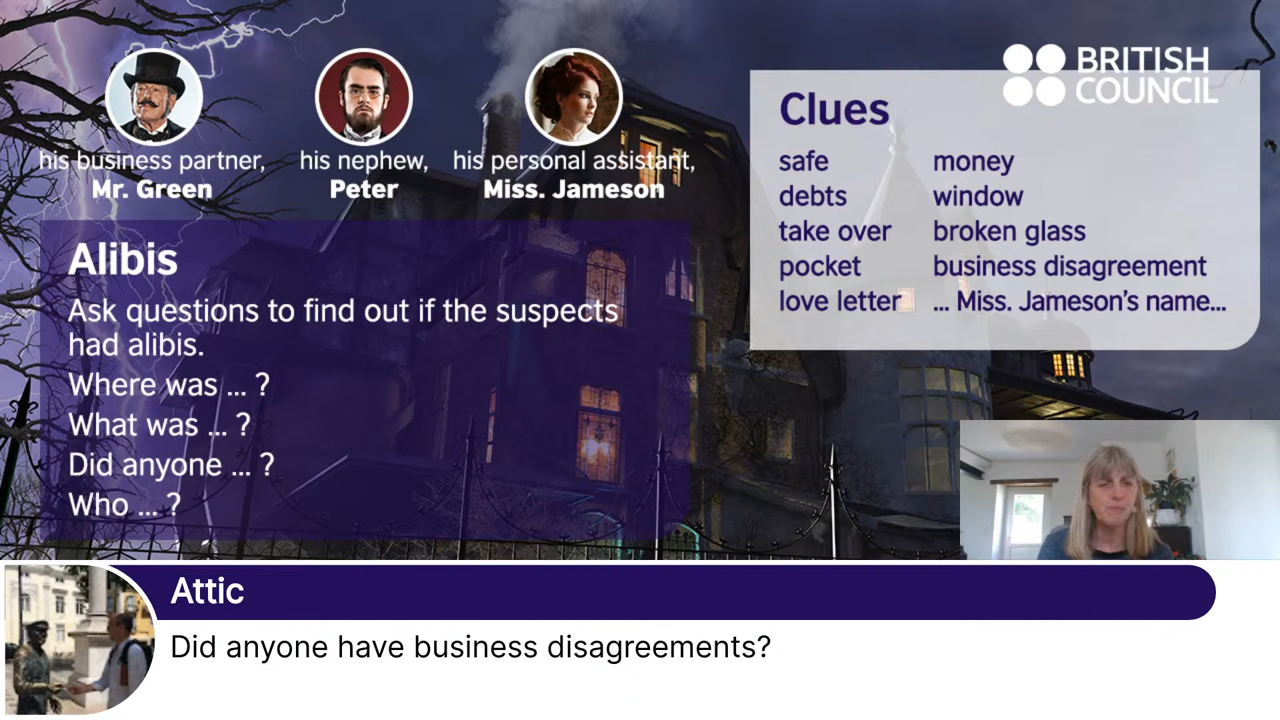 BRITISH
COUNCIL
his business partner,
Mr. Green
his nephew,
Peter
his personal assistant,
Miss. Jameson
Alibis
Ask questions to find out if the suspects
had alibis.
Where was ... ?
What was ... ?
Did anyone ... ?
Who ... ?
Clues
safe
debts
take over
pocket
love letter
money
window
broken glass
business disagreement
... Miss. Jameson's name...
Attic
Did anyone have business disagreements?